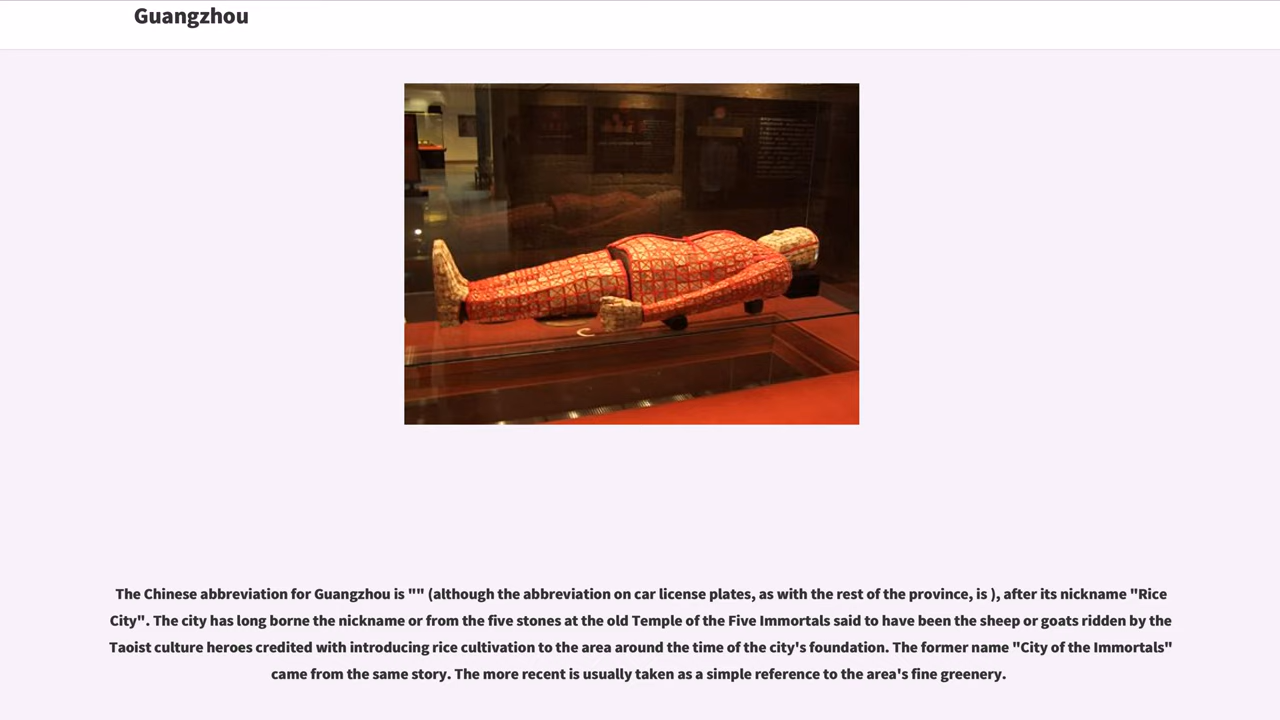 Guangzhou
The Chinese abbreviation for Guangzhou is "" (although the abbreviation on car license plates, as with the rest of the province, is ), after its nickname "Rice
City". The city has long borne the nickname or from the five stones at the old Temple of the Five Immortals said to have been the sheep or goats ridden by the
Taoist culture heroes credited with introducing rice cultivation to the area around the time of the city's foundation. The former name "City of the Immortals"
came from the same story. The more recent is usually taken as a simple reference to the area's fine greenery.